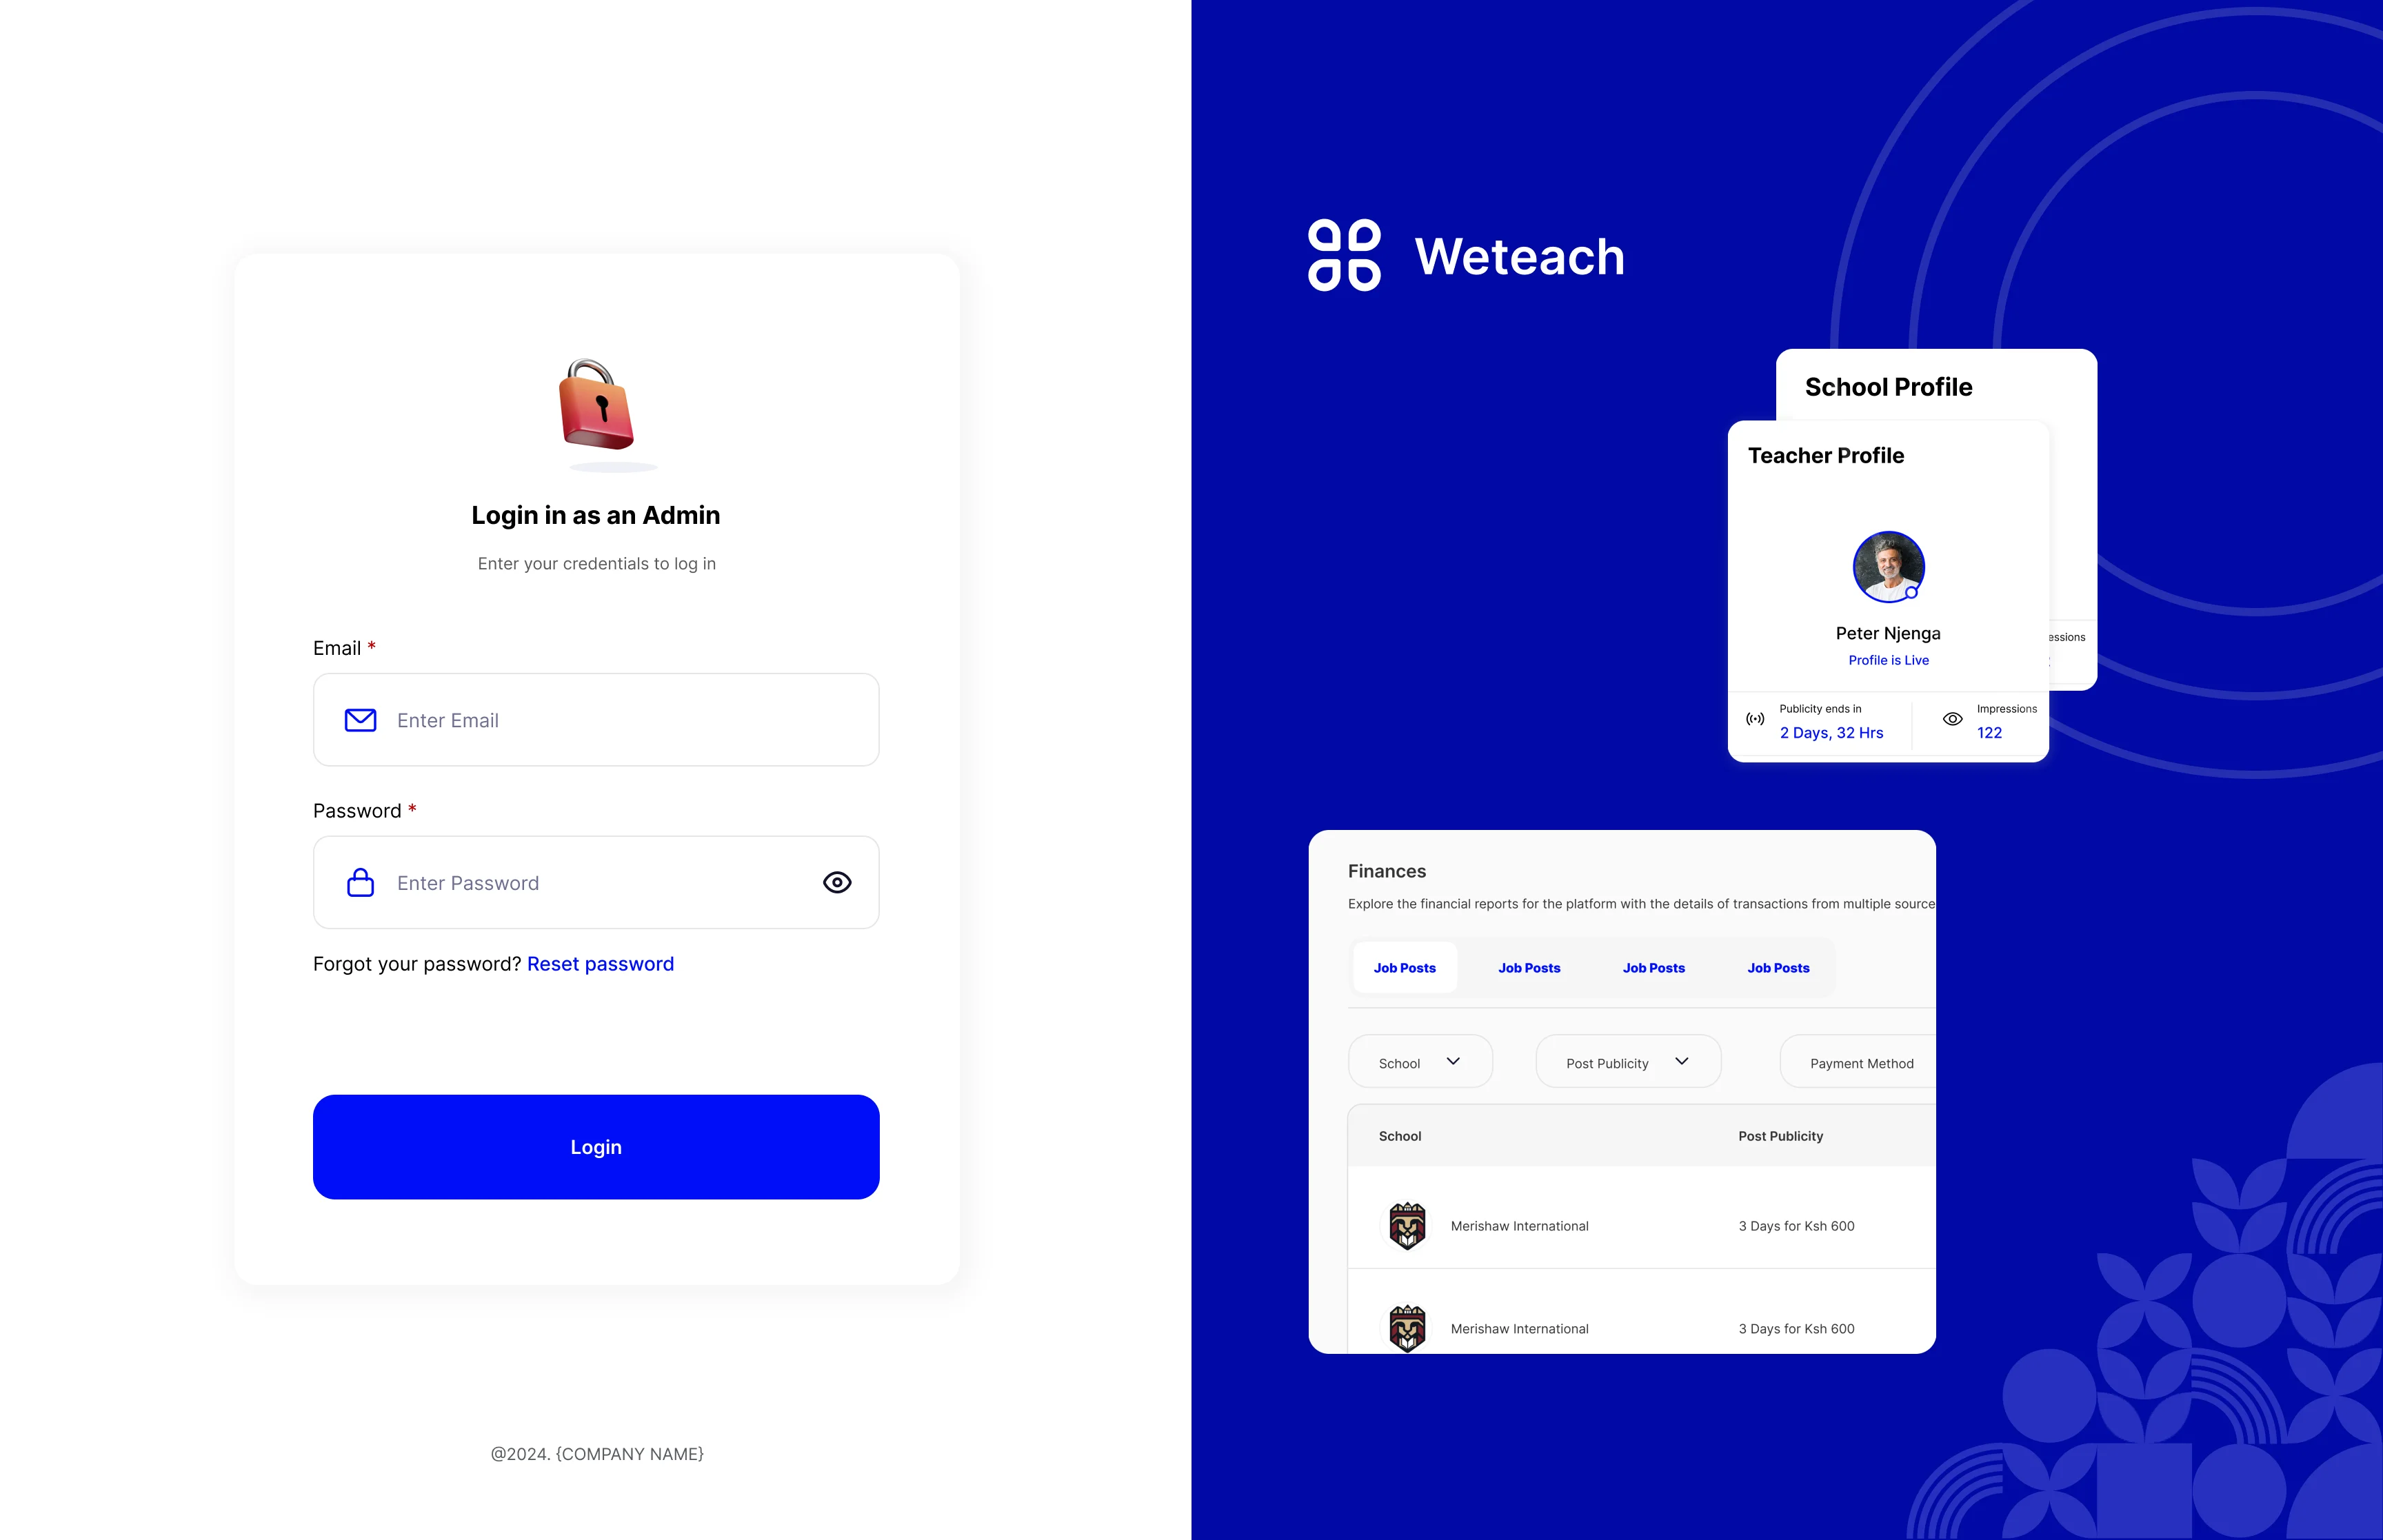 Login in as an Admin
Enter your credentials to log in
Email *
Enter Email
Password *
Enter Password
Forgot your password? Reset password
Login
@2024. {COMPANY NAME}
Weteach
School Profile
Teacher Profile
Peter Njenga
Profile is Live
essions
Publicity ends in
2 Days, 32 Hrs
Impressions
122
Finances
Explore the financial reports for the platform with the details of transactions from multiple source
Job Posts Job Posts Job Posts Job Posts
School Post Publicity Payment Method
School Post Publicity
Merishaw International 3 Days for Ksh 600
Merishaw International 3 Days for Ksh 600